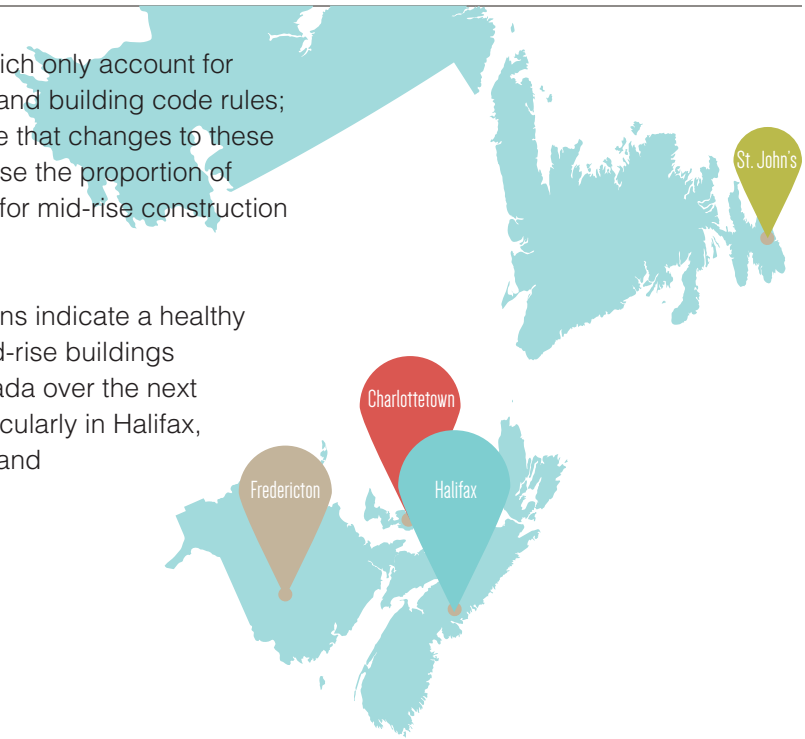 ich only account for
and building code rules;
e that changes to these
se the proportion of
for mid-rise construction
ns indicate a healthy
d-rise buildings
ada over the next
cularly in Halifax,
and
St. John's
Charlottetown
Fredericton
Halifax